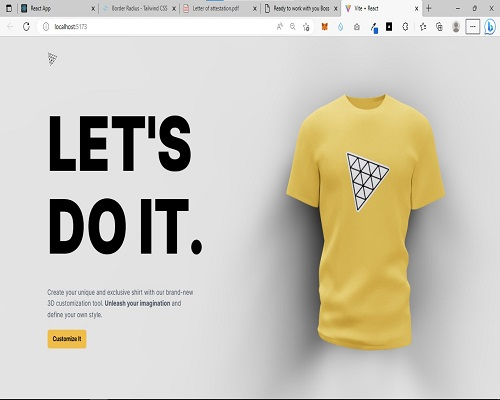 React App
Border Radius - Tailwind CSS
Letter of attestation.pdf
Ready to work with you Boss
Vite + React
localhost:5173
LET'S
DO IT.
Create your unique and exclusive shirt with our brand-new
3D customization tool. Unleash your imagination and
define your own style.
Customize It